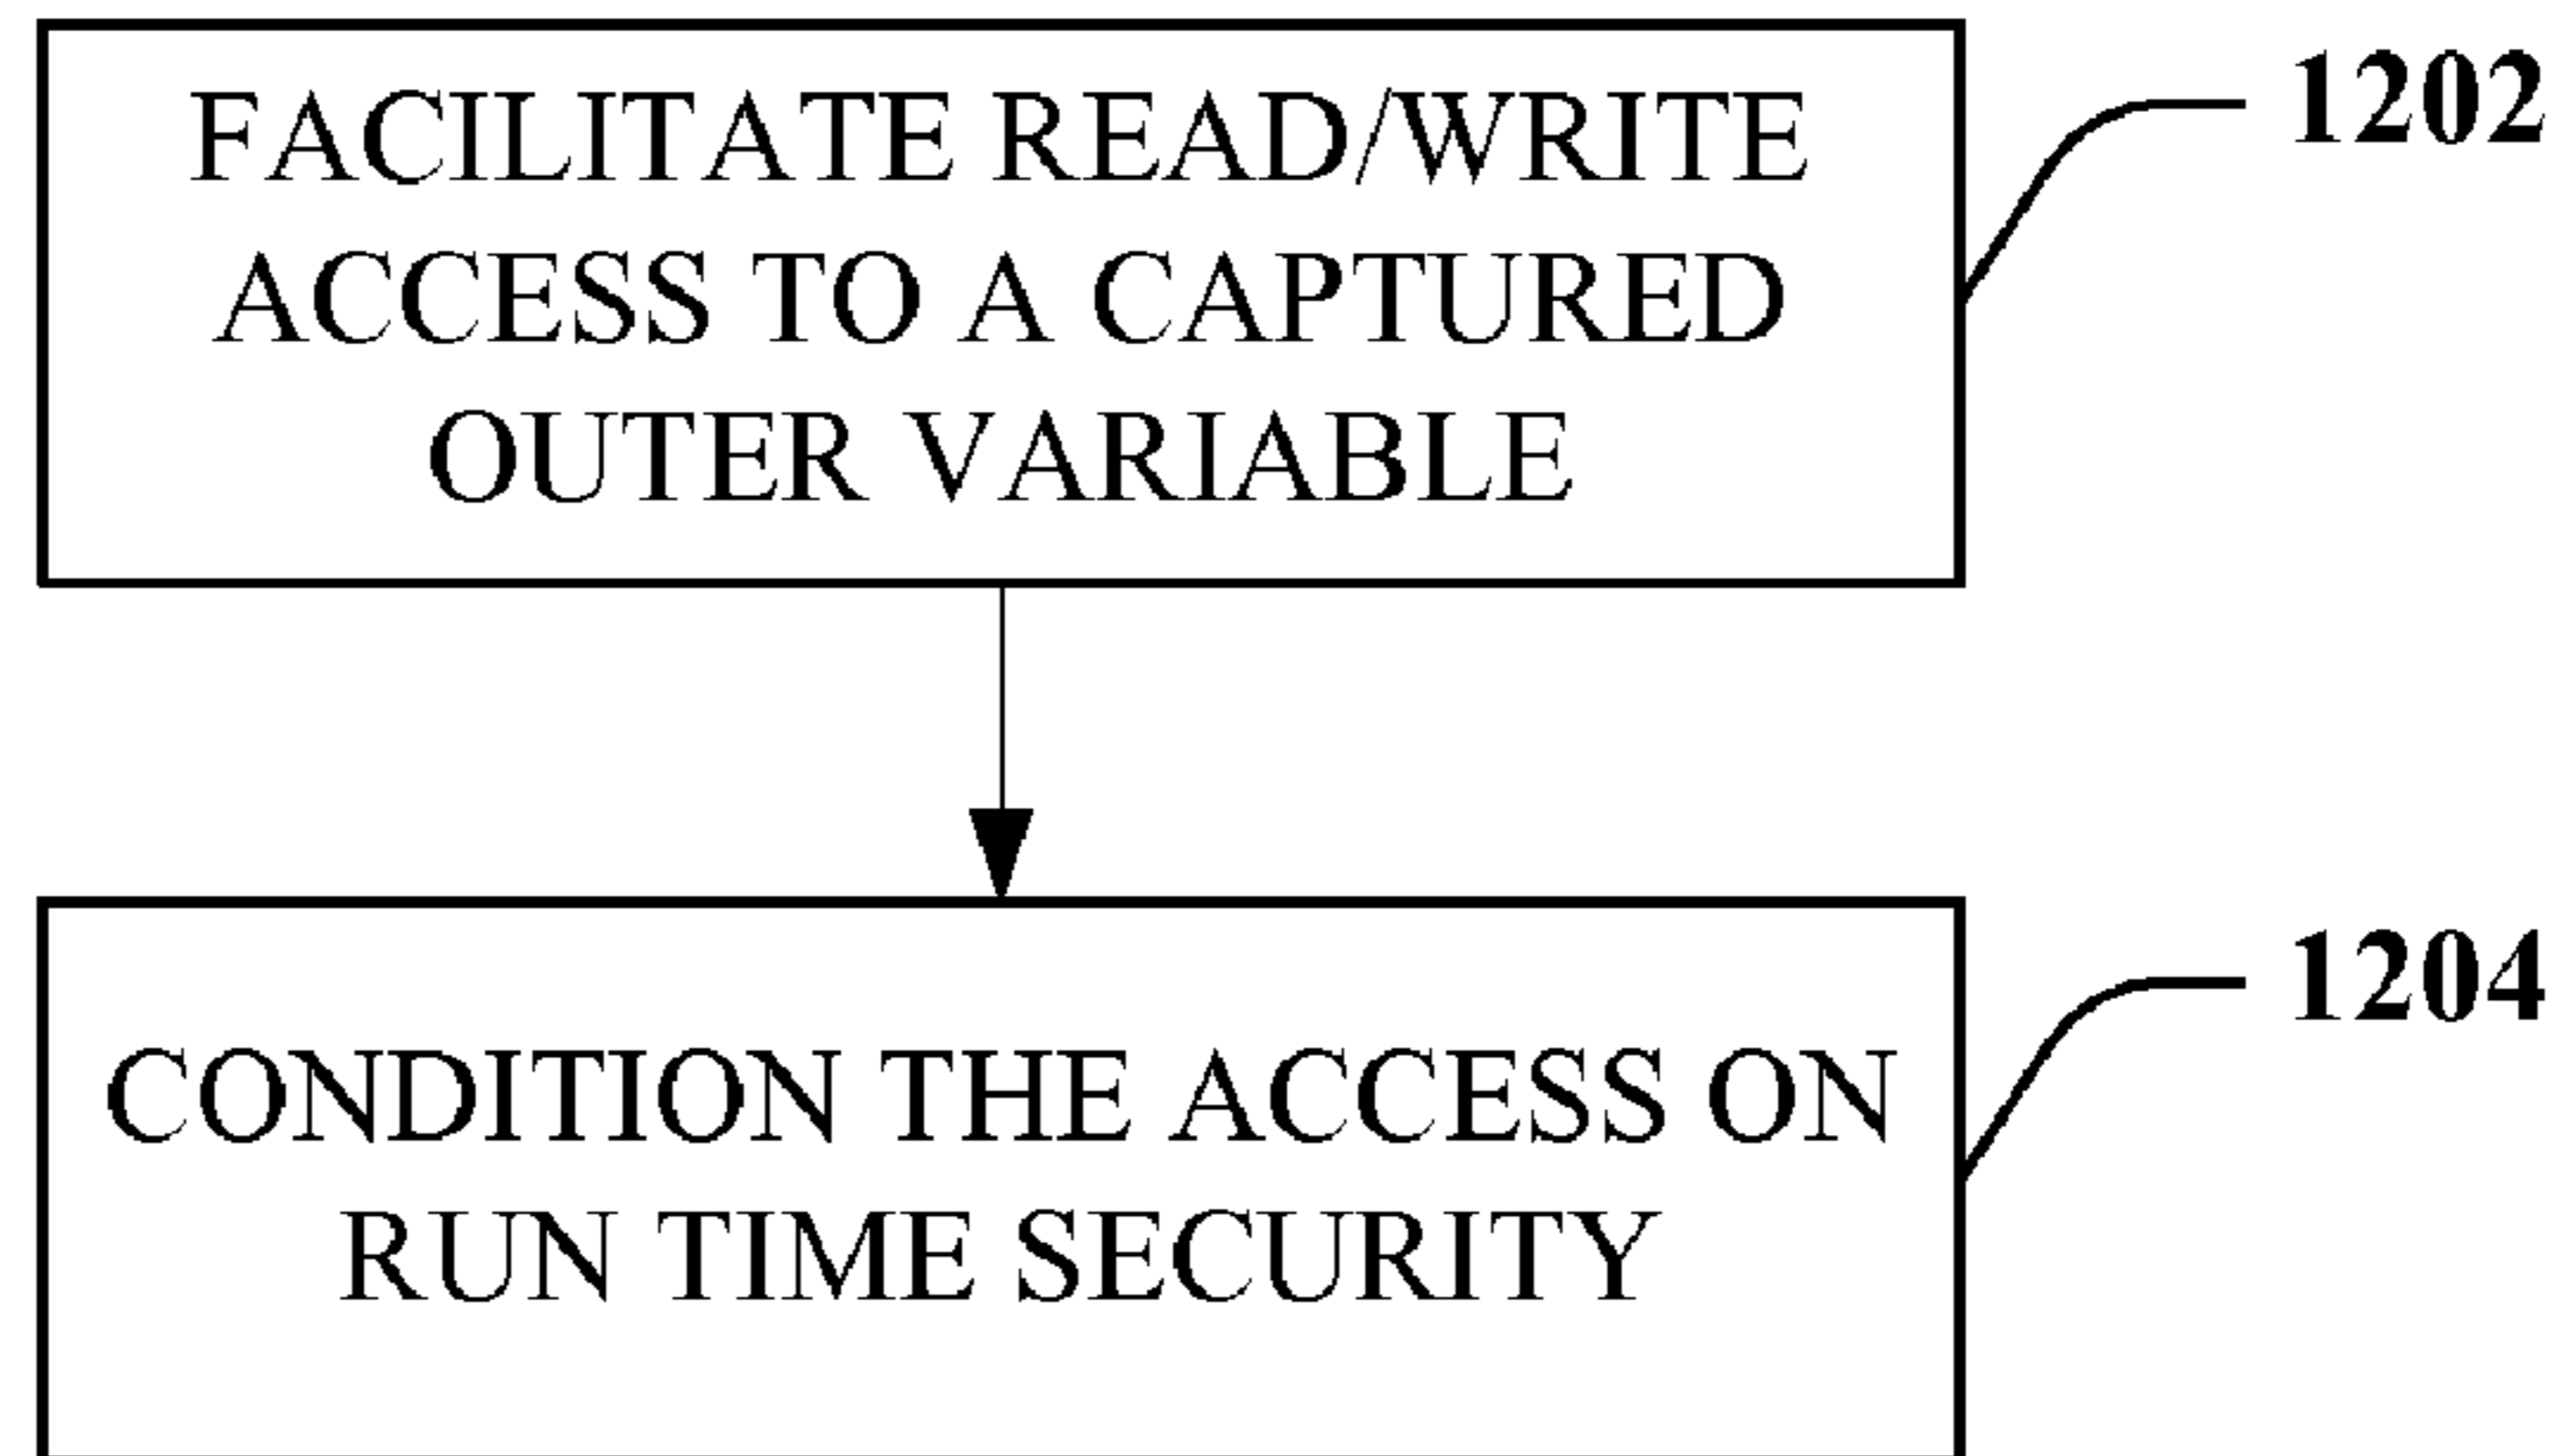 FACILITATE READ/WRITE
ACCESS TO A CAPTURED
OUTER VARIABLE
1202
CONDITION THE ACCESS ON
RUN TIME SECURITY
1204